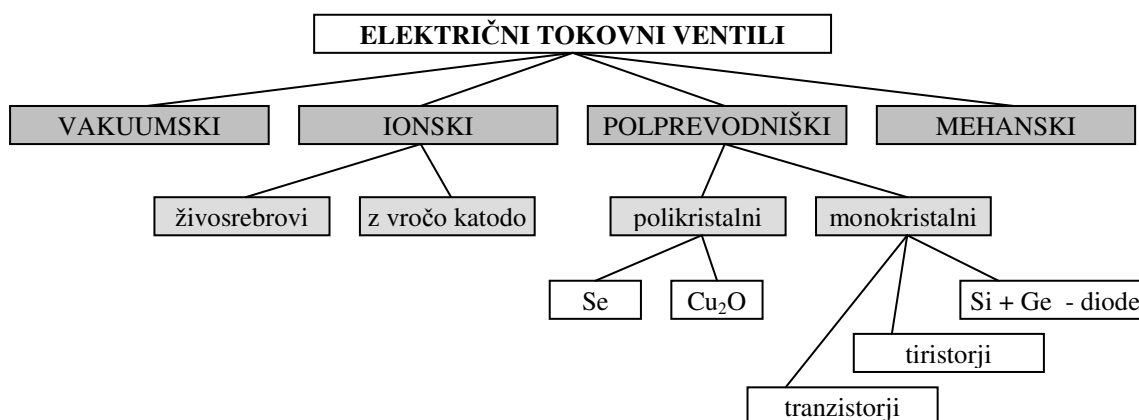 ELEKTRIČNI TOKOVNI VENTILI
VAKUUMSKI
IONSKI
POLPREVODNIŠKI
MEHANSKI
živosrebrovi
z vročo katodo
polikristalni
monokristalni
Se
Cu₂O
Si + Ge - diode
tiristorji
tranzistorji